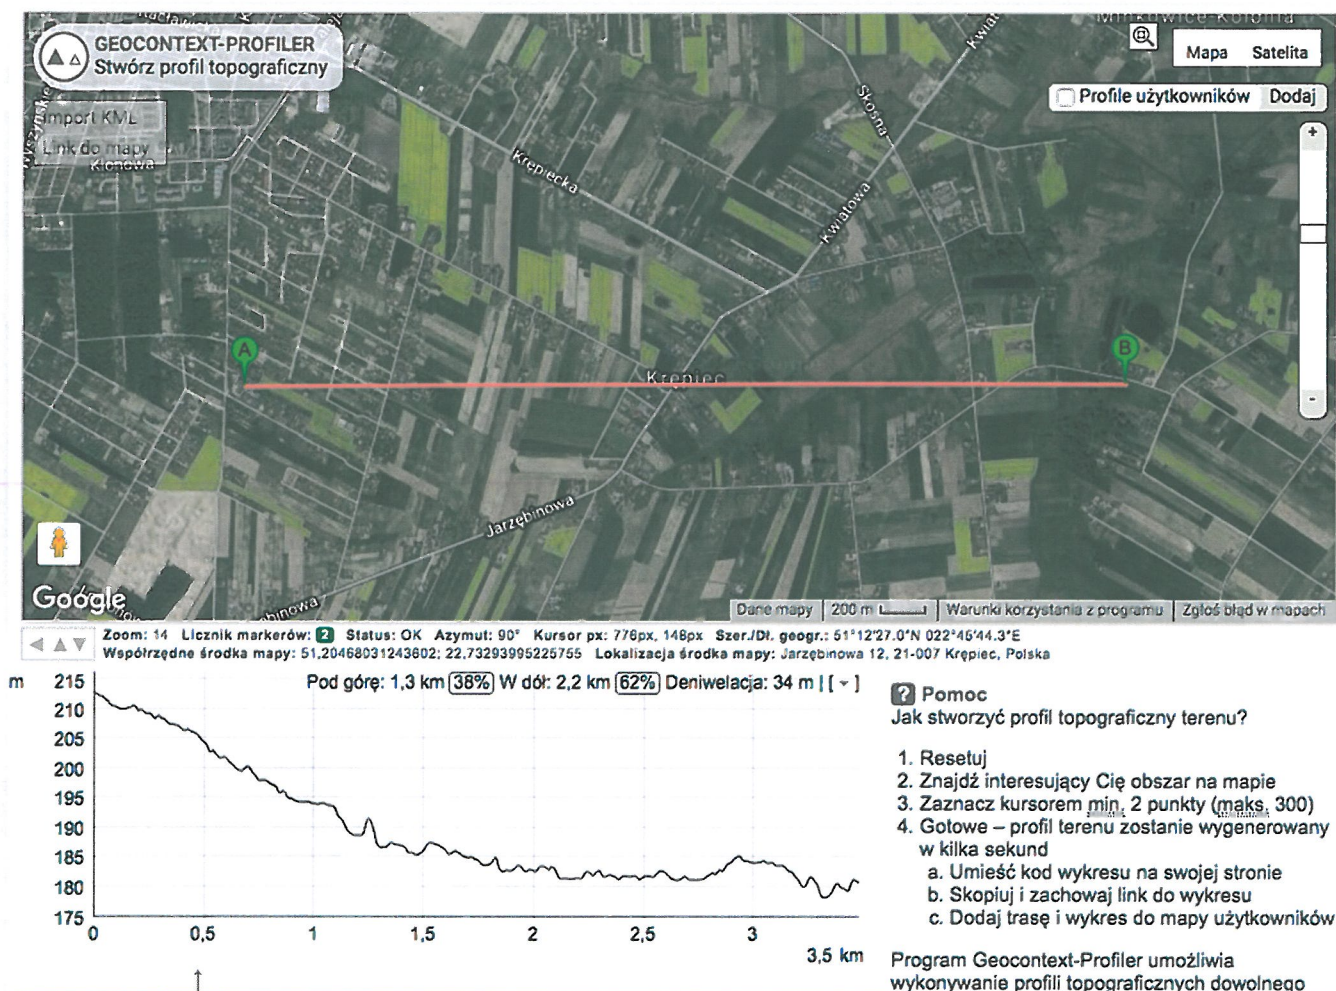 GEOCONTEXT-PROFILER
Stwórz profil topograficzny
Import KML
Link do mapy
Klonowa
Krępiecka
Skośna
Kwiatowa
Mapa Satelita
Profile użytkowników Dodaj
+
-
A
B
Krępiec
Jarzębinowa
Google
Dane mapy 200 m Warunki korzystania z programu Zgłoś błąd w mapach
Zoom: 14 Licznik markerów: 2 Status: OK Azymut: 90° Kursor px: 776px, 148px Szer./Dł. geogr.: 51°12'27.0"N 022°45'44.3"E
Współrzędne środka mapy: 51,20468031243602; 22,73293995225755 Lokalizacja środka mapy: Jarzębinowa 12, 21-007 Krępiec, Polska
m
Pod górę: 1,3 km 38% W dół: 2,2 km 62% Deniwelacja: 34 m | [ ]
215
210
205
200
195
190
185
180
175
0 0,5 1 1,5 2 2,5 3
3,5 km
? Pomoc
Jak stworzyć profil topograficzny terenu?
1. Resetuj
2. Znajdź interesujący Cię obszar na mapie
3. Zaznacz kursorem min. 2 punkty (maks. 300)
4. Gotowe – profil terenu zostanie wygenerowany
w kilka sekund
a. Umieść kod wykresu na swojej stronie
b. Skopiuj i zachowaj link do wykresu
c. Dodaj trasę i wykres do mapy użytkowników
Program Geocontext-Profiler umożliwia
wykonywanie profili topograficznych dowolnego